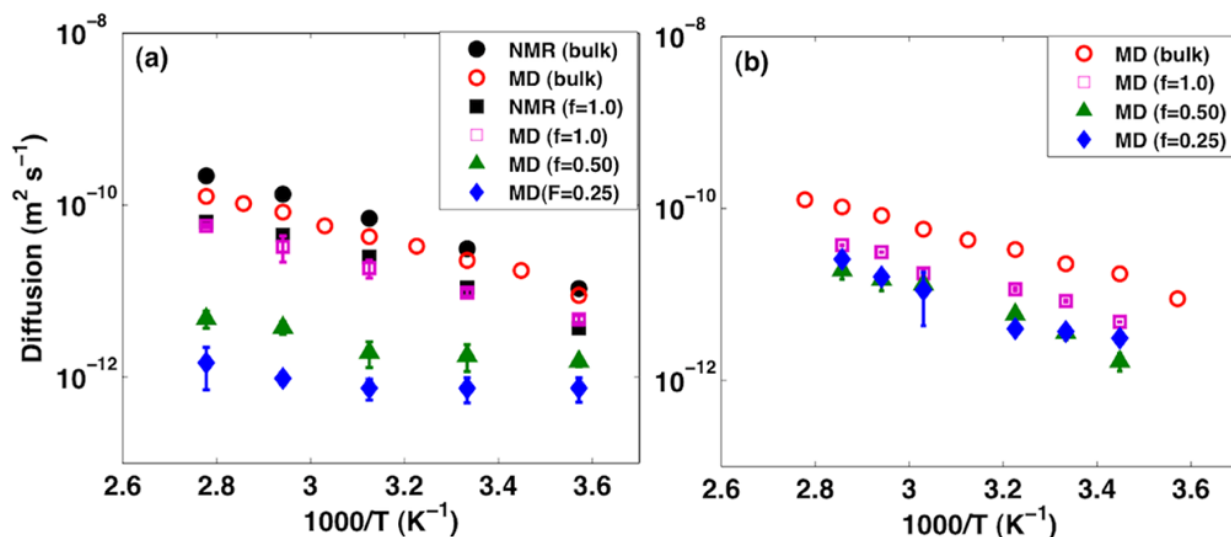 (a)
NMR (bulk)
MD (bulk)
NMR (f=1.0)
MD (f=1.0)
MD (f=0.50)
MD(F=0.25)
10⁻⁸
10⁻¹⁰
10⁻¹²
Diffusion (m² s⁻¹)
2.6 2.8 3 3.2 3.4 3.6
1000/T (K⁻¹)
(b)
MD (bulk)
MD (f=1.0)
MD (f=0.50)
MD (f=0.25)
10⁻⁸
10⁻¹⁰
10⁻¹²
2.6 2.8 3 3.2 3.4 3.6
1000/T (K⁻¹)